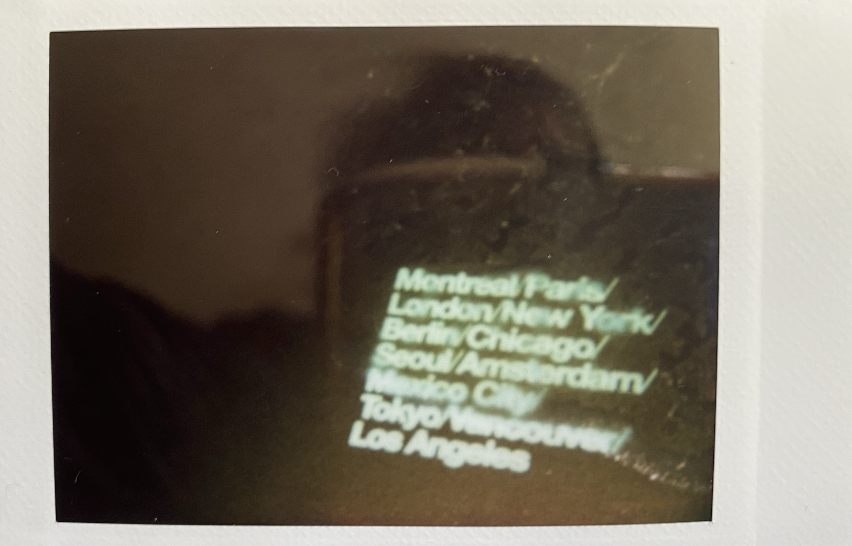 Montreal/Paris/
London/New York/
Berlin/Chicago/
Seoul/Amsterdam/
Mexico City/
Tokyo/Vancouver/
Los Angeles